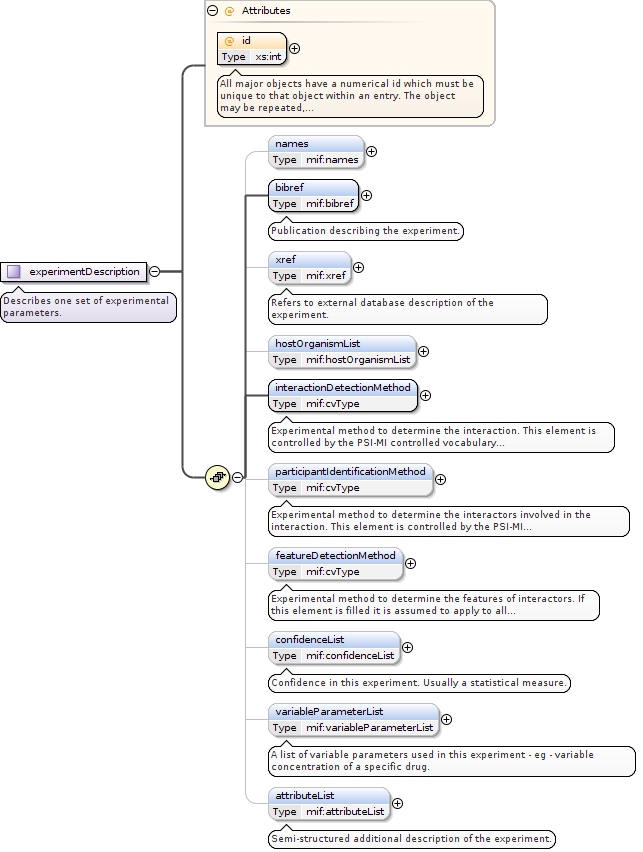 @ Attributes
@ id
Type xs:int
All major objects have a numerical id which must be
unique to that object within an entry. The object
may be repeated,...
names
Type mif:names
bibref
Type mif:bibref
Publication describing the experiment.
xref
Type mif:xref
Refers to external database description of the
experiment.
experimentDescription
Describes one set of experimental
parameters.
hostOrganismList
Type mif:hostOrganismList
interactionDetectionMethod
Type mif:cvType
Experimental method to determine the interaction. This element is
controlled by the PSI-MI controlled vocabulary...
participantIdentificationMethod
Type mif:cvType
Experimental method to determine the interactors involved in the
interaction. This element is controlled by the PSI-MI...
featureDetectionMethod
Type mif:cvType
Experimental method to determine the features of interactors. If
this element is filled it is assumed to apply to all...
confidenceList
Type mif:confidenceList
Confidence in this experiment. Usually a statistical measure.
variableParameterList
Type mif:variableParameterList
A list of variable parameters used in this experiment - eg - variable
concentration of a specific drug.
attributeList
Type mif:attributeList
Semi-structured additional description of the experiment.